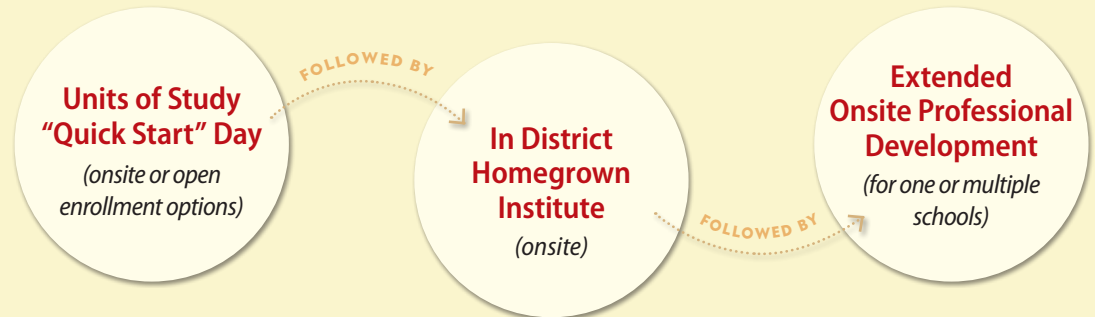 Units of Study
“Quick Start” Day
(onsite or open
enrollment options)
FOLLOWED BY
In District
Homegrown
Institute
(onsite)
FOLLOWED BY
Extended
Onsite Professional
Development
(for one or multiple
schools)